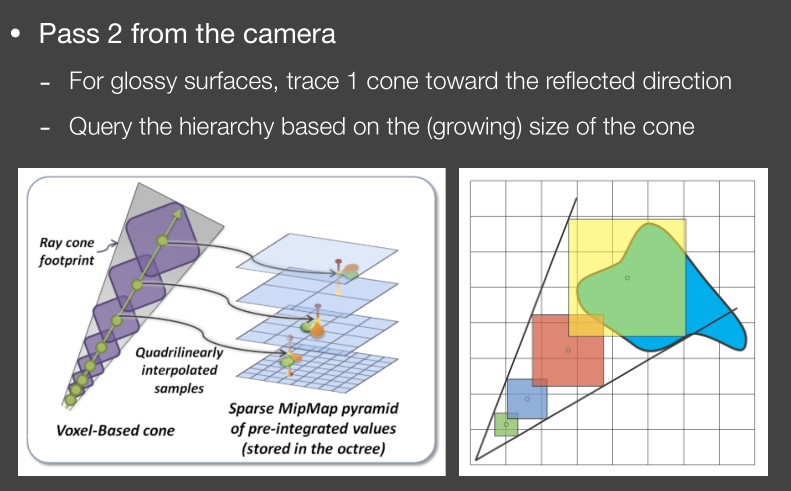 • Pass 2 from the camera
- For glossy surfaces, trace 1 cone toward the reflected direction
- Query the hierarchy based on the (growing) size of the cone
Ray cone
footprint
Quadrilinearly
interpolated
samples
Voxel-Based cone
Sparse MipMap pyramid
of pre-integrated values
(stored in the octree)